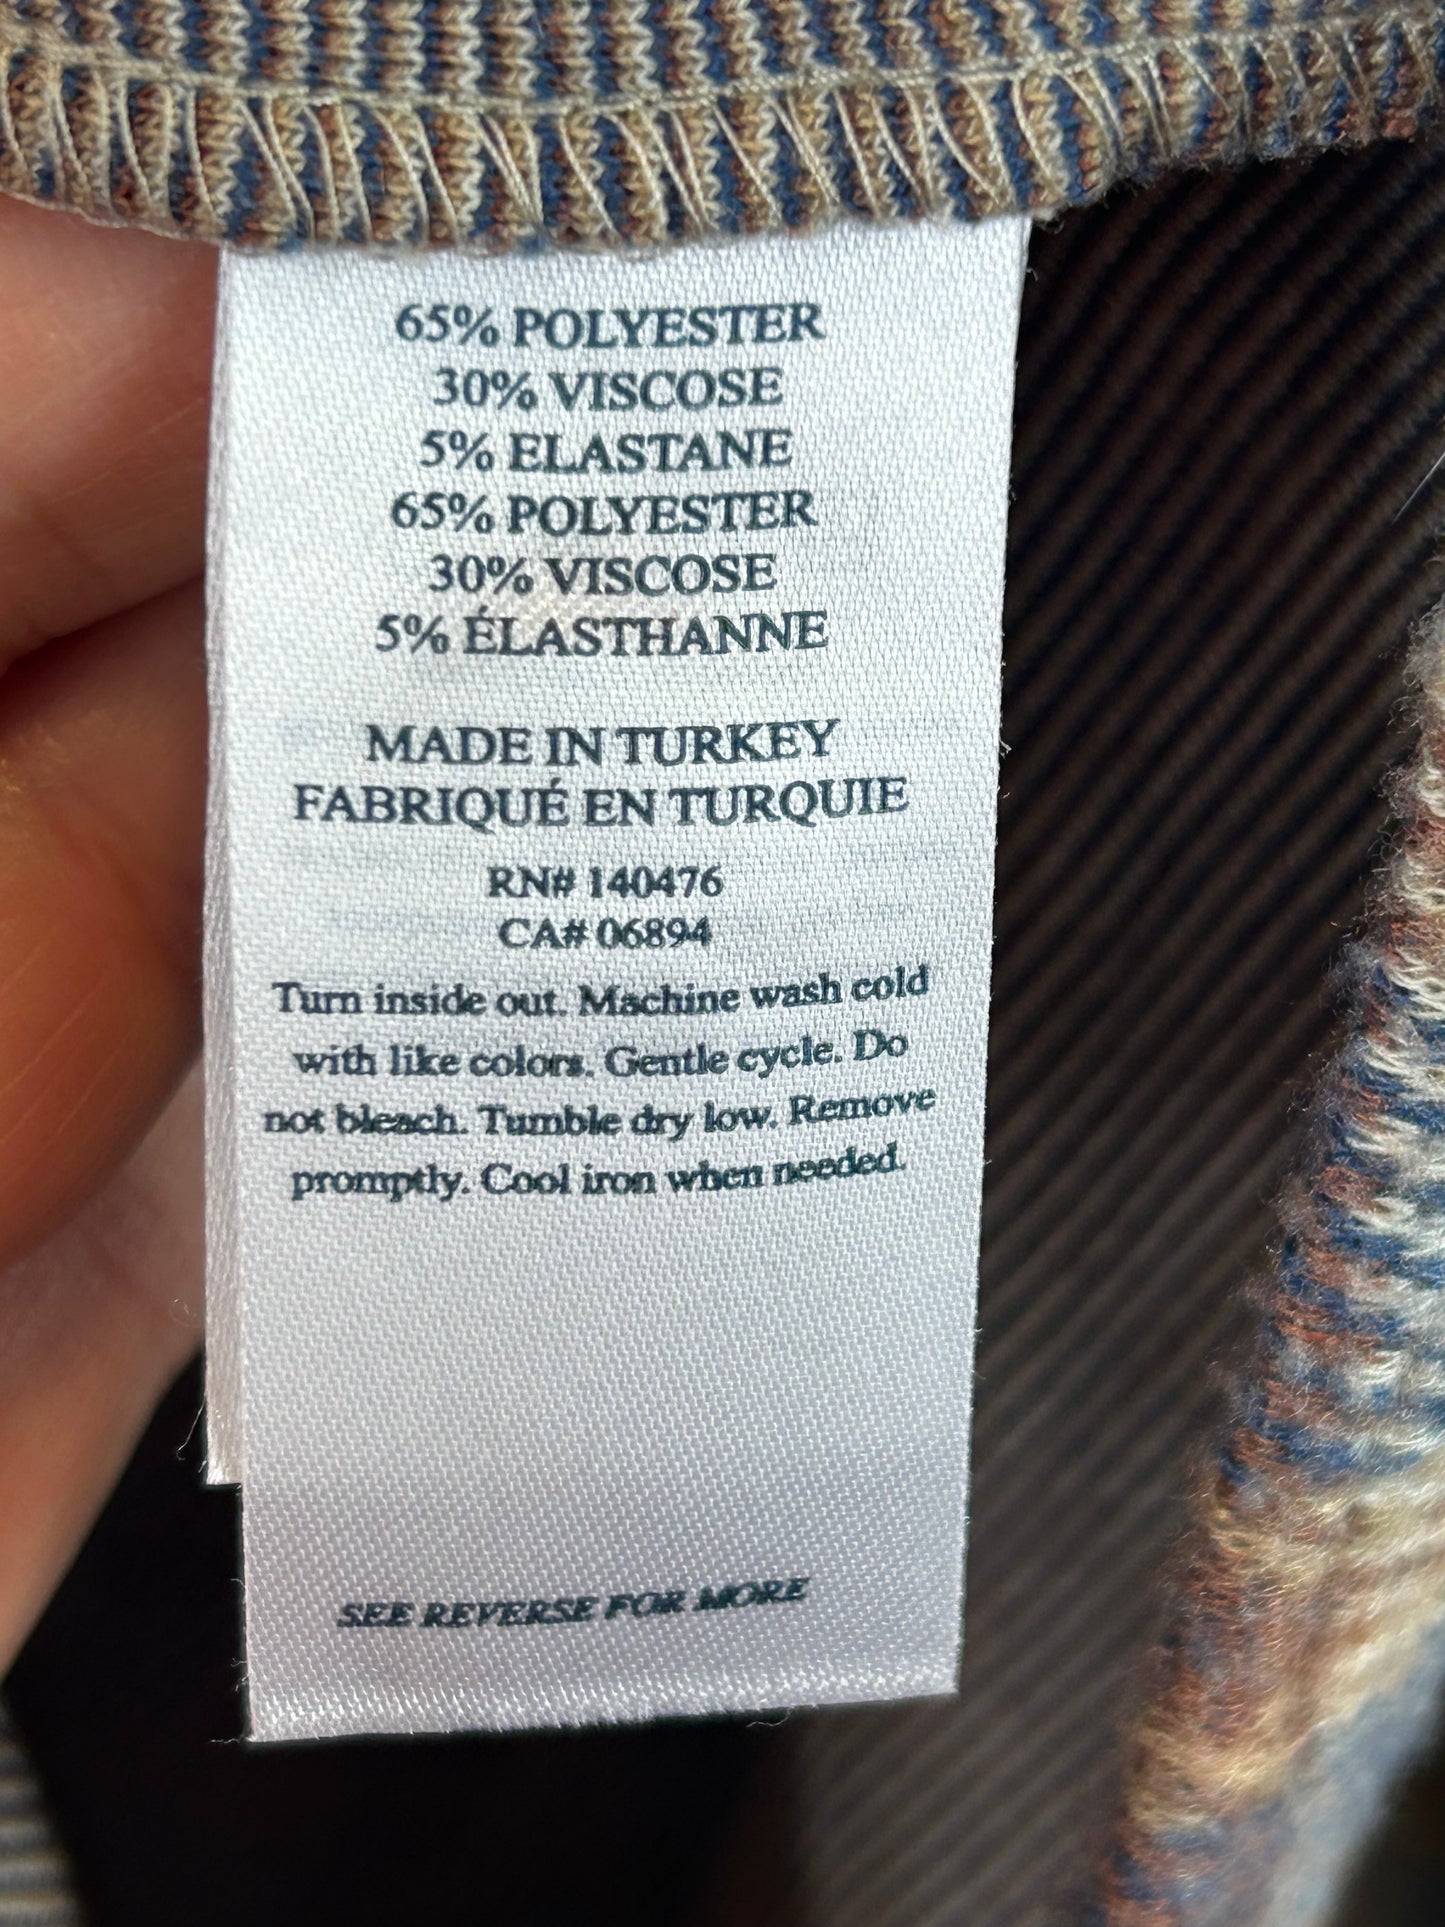 65% POLYESTER
30% VISCOSE
5% ELASTANE
65% POLYESTER
30% VISCOSE
5% ÉLASTHANNE
MADE IN TURKEY
FABRIQUÉ EN TURQUIE
RN# 140476
CA# 06894
Turn inside out. Machine wash cold
with like colors. Gentle cycle. Do
not bleach. Tumble dry low. Remove
promptly. Cool iron when needed.
SEE REVERSE FOR MORE